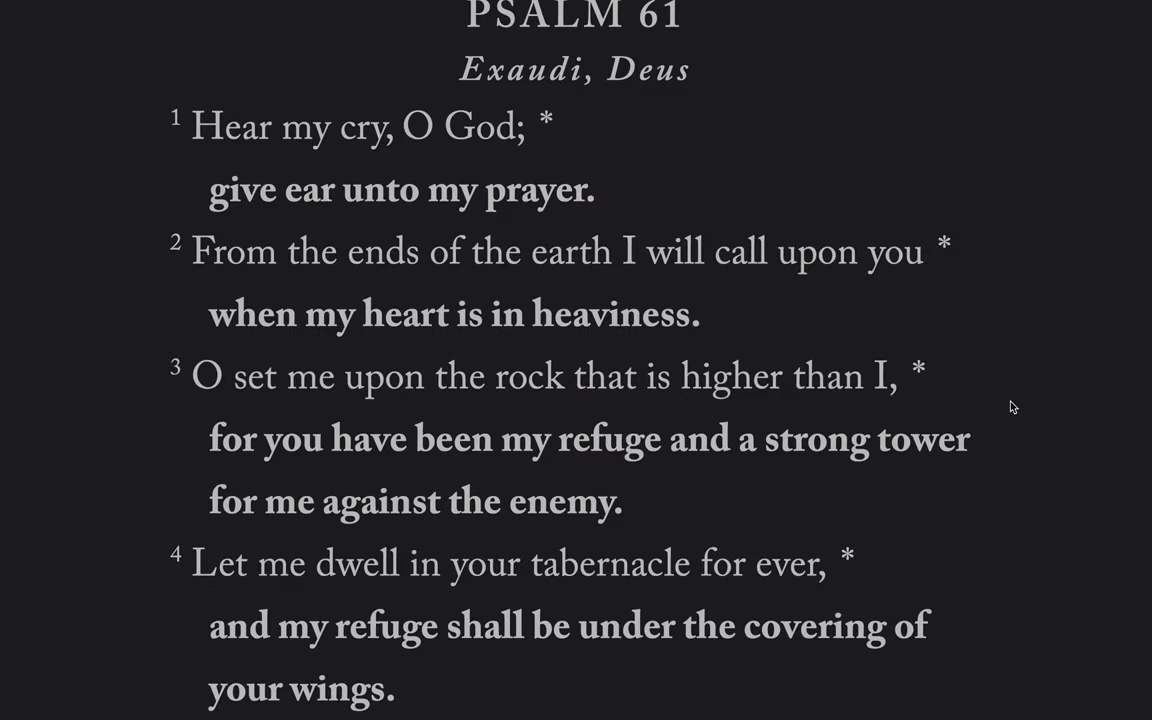 PSALM 61
Exaudi, Deus
1 Hear my cry, O God; *
give ear unto my prayer.
2 From the ends of the earth I will call upon you *
when my heart is in heaviness.
3 O set me upon the rock that is higher than I, *
for you have been my refuge and a strong tower
for me against the enemy.
4 Let me dwell in your tabernacle for ever, *
and my refuge shall be under the covering of
your wings.